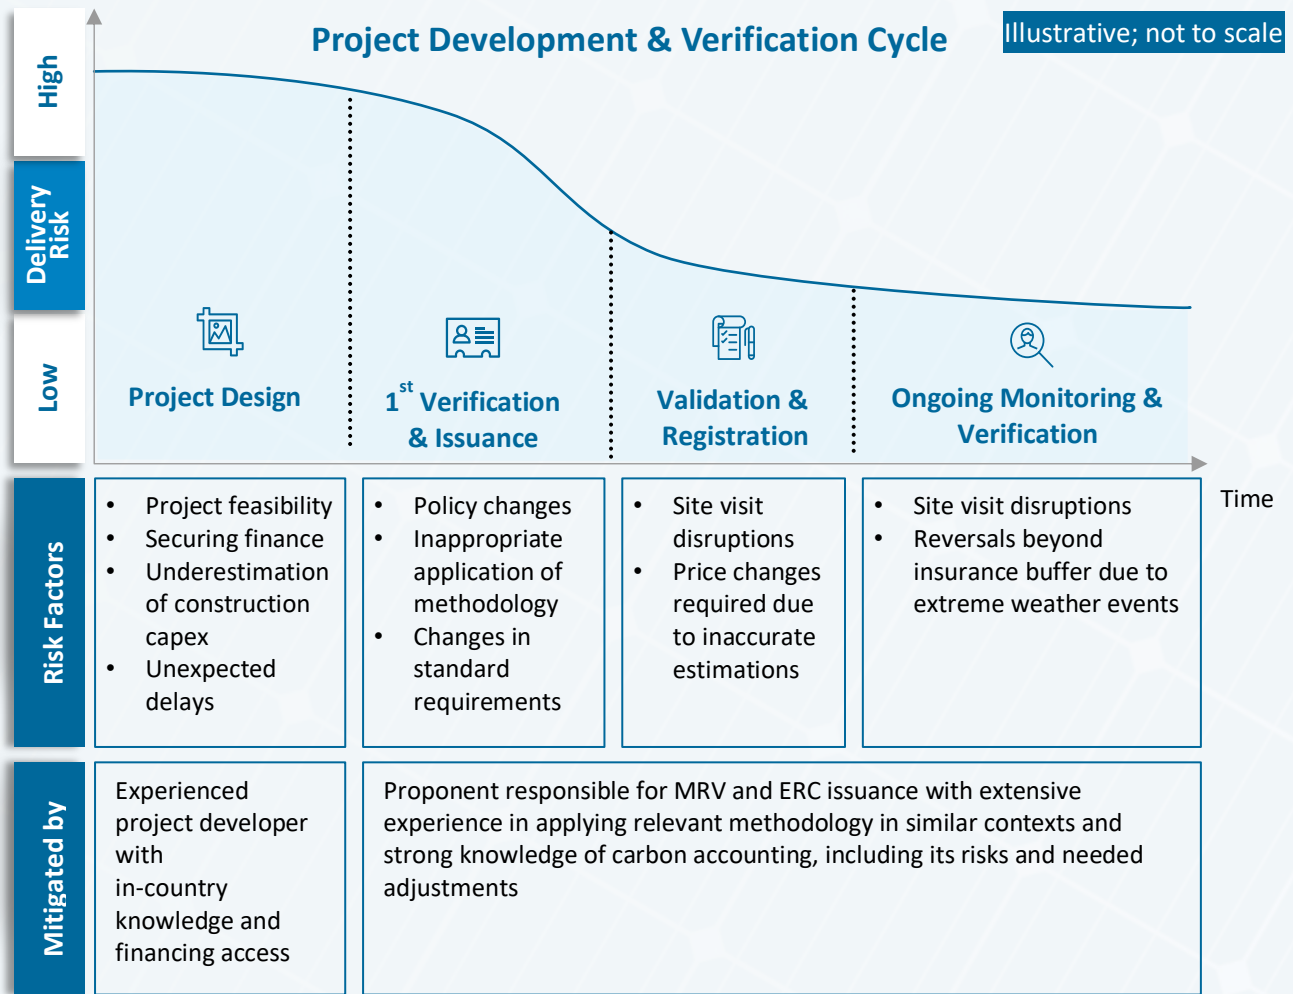 Project Development & Verification Cycle
Illustrative; not to scale
High
Delivery
Risk
Low
Project Design
1st Verification
& Issuance
Validation &
Registration
Ongoing Monitoring &
Verification
Time
Risk Factors
• Project feasibility
• Securing finance
• Underestimation
of construction
capex
• Unexpected
delays
• Policy changes
• Inappropriate
application of
methodology
• Changes in
standard
requirements
• Site visit
disruptions
• Price changes
required due
to inaccurate
estimations
• Site visit disruptions
• Reversals beyond
insurance buffer due to
extreme weather events
Mitigated by
Experienced
project developer
with
in-country
knowledge and
financing access
Proponent responsible for MRV and ERC issuance with extensive
experience in applying relevant methodology in similar contexts and
strong knowledge of carbon accounting, including its risks and needed
adjustments